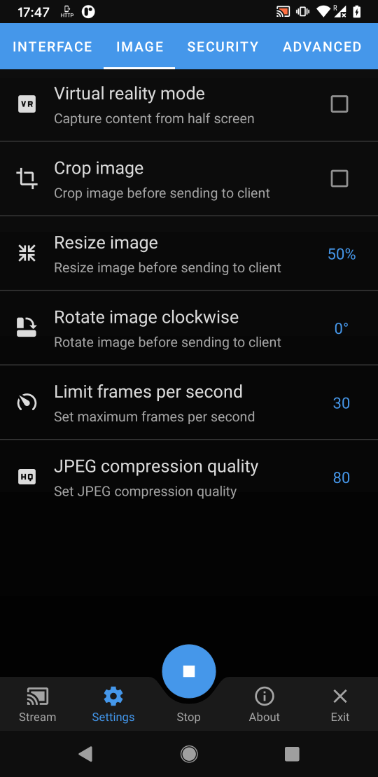 17:47
HTTP
R
INTERFACE IMAGE SECURITY ADVANCED
VR
Virtual reality mode
Capture content from half screen
Crop image
Crop image before sending to client
Resize image
Resize image before sending to client
50%
Rotate image clockwise
Rotate image before sending to client
0°
Limit frames per second
Set maximum frames per second
30
HQ
JPEG compression quality
Set JPEG compression quality
80
Stream Settings Stop About Exit